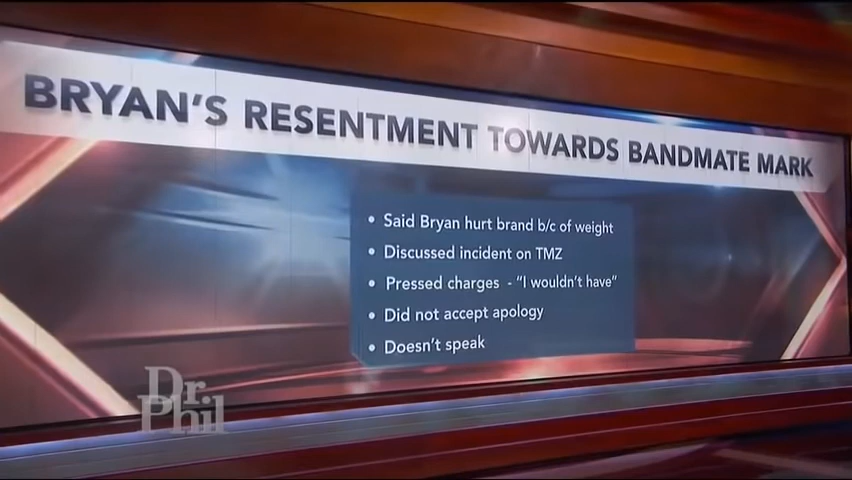 BRYAN'S RESENTMENT TOWARDS BANDMATE MARK
• Said Bryan hurt brand b/c of weight
• Discussed incident on TMZ
• Pressed charges - "I wouldn't have"
• Did not accept apology
• Doesn't speak
Dr.
Phil